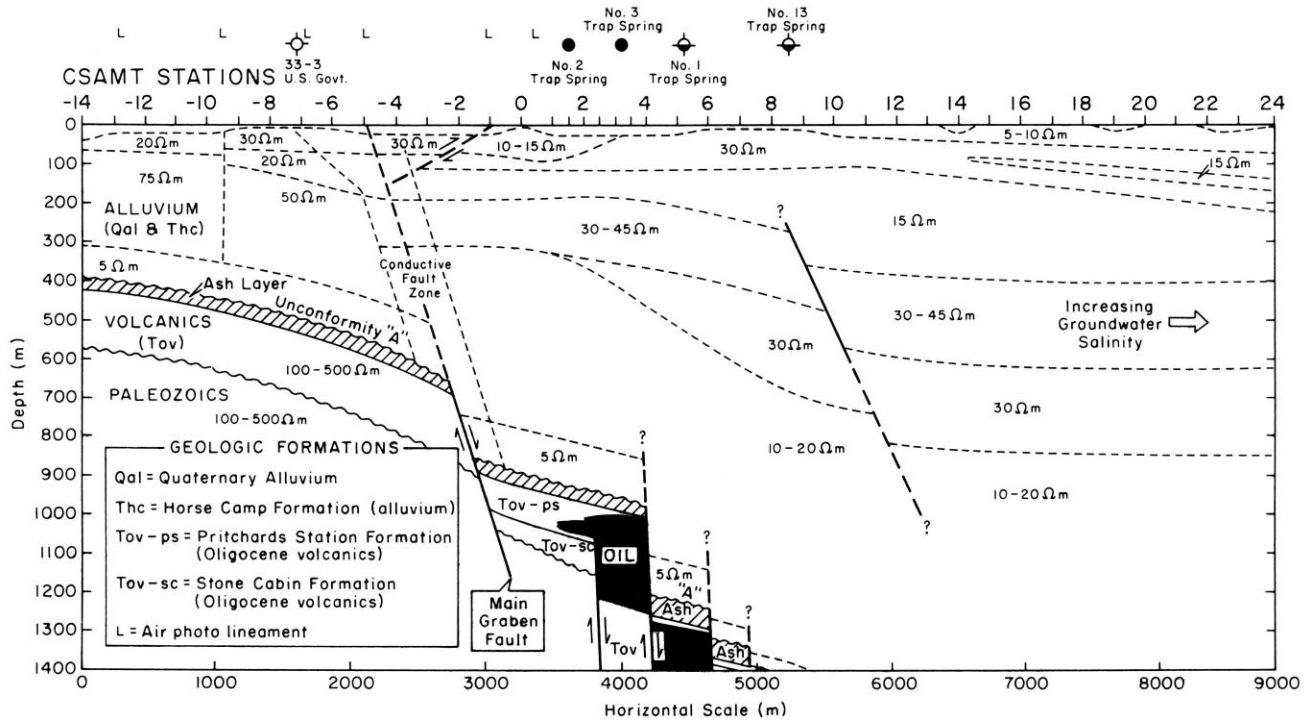 No. 3
Trap Spring
No. 13
Trap Spring
L L L L L L
33-3
U.S. Govt.
No. 2
Trap Spring
No. 1
Trap Spring
CSAMT STATIONS
-14 -12 -10 -9 -6 -4 -2 0 2 4 6 8 10 12 14 16 18 20 22 24
0
100
200
300
400
500
600
700
800
900
1000
1100
1200
1300
1400
Depth (m)
20Ωm
30Ωm
30Ωm
10-15Ωm
30Ωm
5-10Ωm
20Ωm
15Ωm
75Ωm
50Ωm
ALLUVIUM
(Qal & Thc)
30-45Ωm
15Ωm
?
5Ωm
Conductive
Fault
Zone
Ash Layer
Unconformity "A"
VOLCANICS
(Tov)
30-45Ωm
Increasing
Groundwater
Salinity
30Ωm
100-500Ωm
PALEOZOICS
30Ωm
100-500Ωm
?
10-20Ωm
5Ωm
10-20Ωm
GEOLOGIC FORMATIONS
Qal = Quaternary Alluvium
Thc = Horse Camp Formation (alluvium)
Tov-ps = Pritchards Station Formation
(Oligocene volcanics)
Tov-sc = Stone Cabin Formation
(Oligocene volcanics)
L = Air photo lineament
Tov-ps
?
?
Tov-sc
OIL
5Ωm
"A"
Ash
?
Main
Graben
Fault
Tov
Ash
0 1000 2000 3000 4000 5000 6000 7000 8000 9000
Horizontal Scale (m)